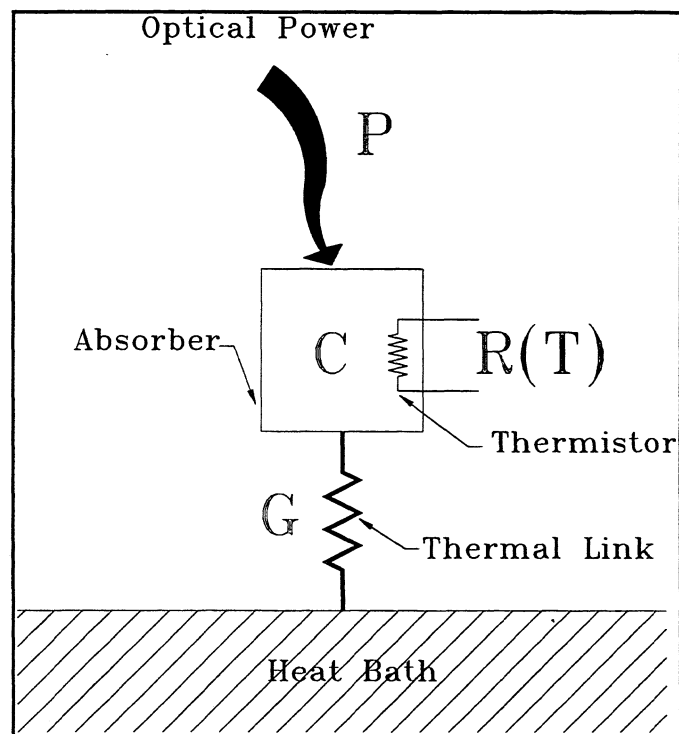 Optical Power
P
Absorber
C
R(T)
Thermistor
G
Thermal Link
Heat Bath